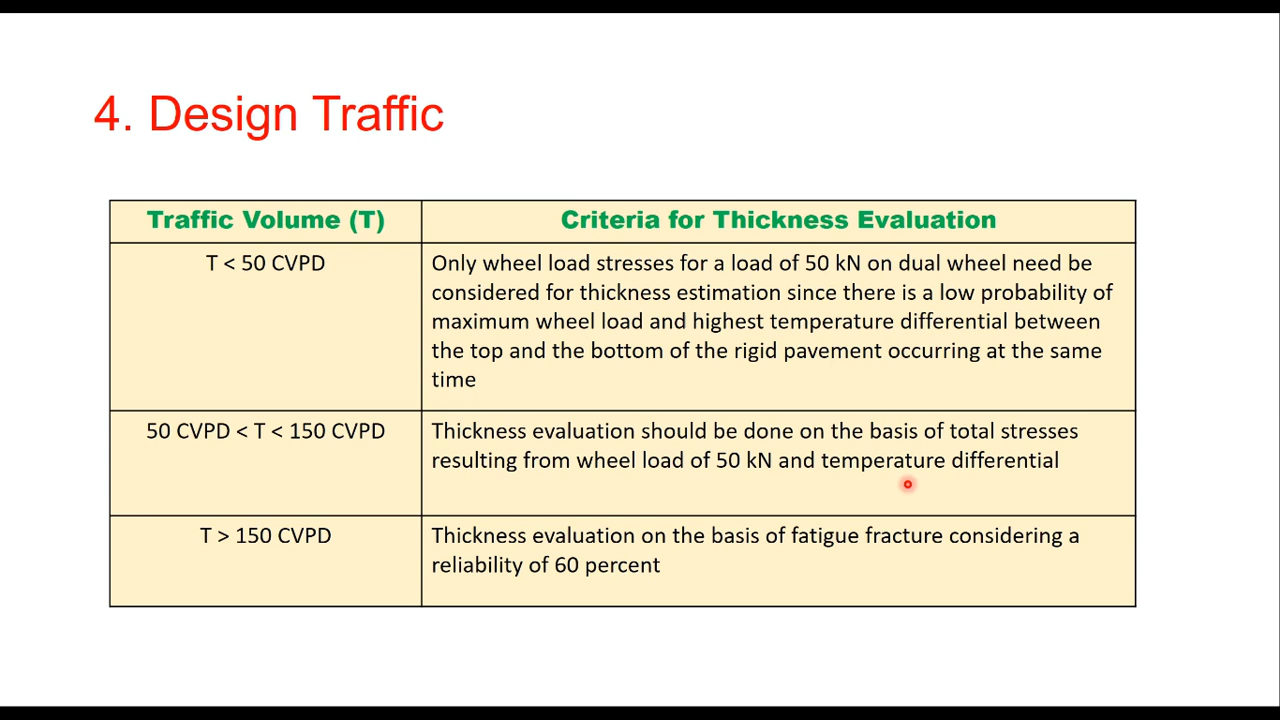 4. Design Traffic
Traffic Volume (T)
Criteria for Thickness Evaluation
T < 50 CVPD
Only wheel load stresses for a load of 50 kN on dual wheel need be
considered for thickness estimation since there is a low probability of
maximum wheel load and highest temperature differential between
the top and the bottom of the rigid pavement occurring at the same
time
50 CVPD < T < 150 CVPD
Thickness evaluation should be done on the basis of total stresses
resulting from wheel load of 50 kN and temperature differential
T > 150 CVPD
Thickness evaluation on the basis of fatigue fracture considering a
reliability of 60 percent